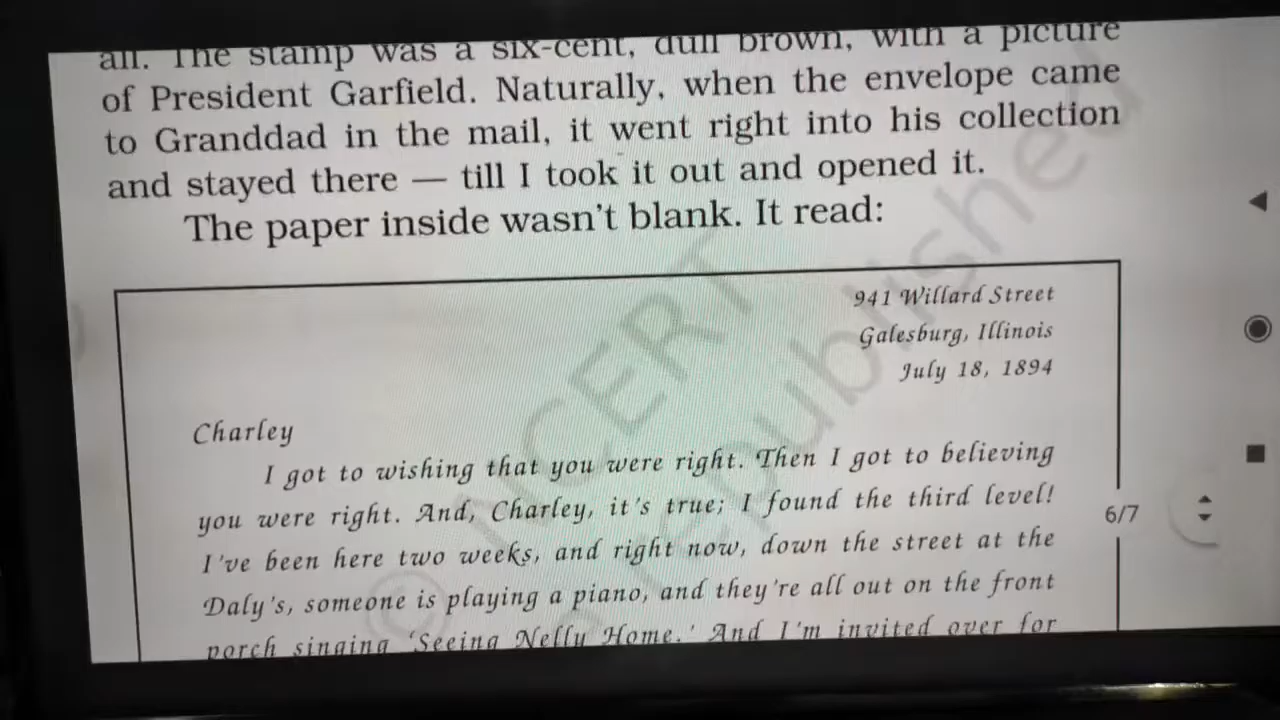 all. The stamp was a six-cent, dull brown, with a picture
of President Garfield. Naturally, when the envelope came
to Granddad in the mail, it went right into his collection
and stayed there — till I took it out and opened it.
The paper inside wasn't blank. It read:
941 Willard Street
Galesburg, Illinois
July 18, 1894
Charley
I got to wishing that you were right. Then I got to believing
you were right. And, Charley, it's true; I found the third level!
I've been here two weeks, and right now, down the street at the
Daly's, someone is playing a piano, and they're all out on the front
porch singing 'Seeing Nelly Home.' And I'm invited over for
6/7
© NCERT
republished